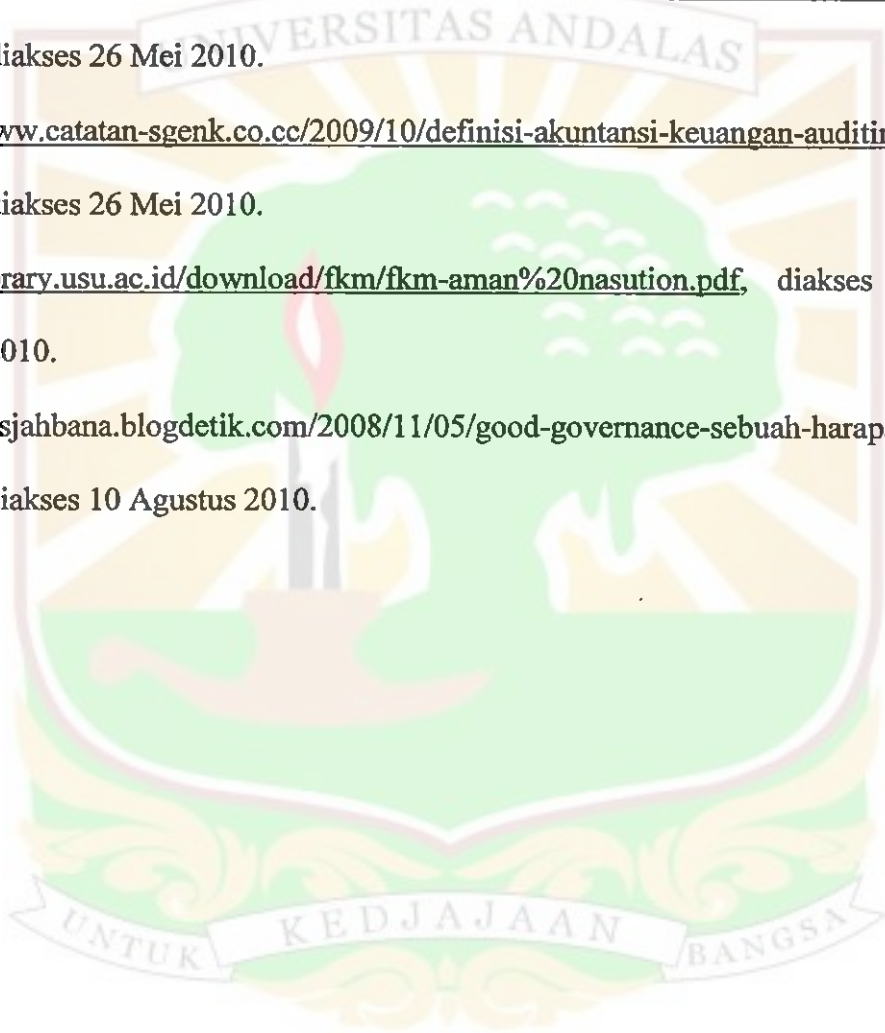 UNIVERSITAS ANDALAS
diakses 26 Mei 2010.
www.catatan-sgenk.co.cc/2009/10/definisi-akuntansi-keuangan-auditin
diakses 26 Mei 2010.
rary.usu.ac.id/download/fkm/fkm-aman%20nasution.pdf, diakses
010.
sjahbana.blogdetik.com/2008/11/05/good-governance-sebuah-harap
iakses 10 Agustus 2010.
UNTUK KEDJAJAAN BANGSA